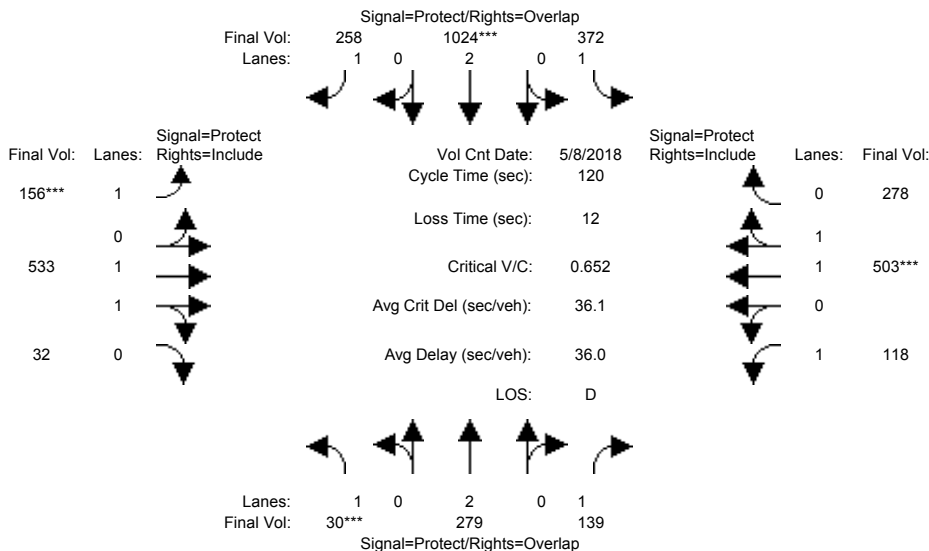 Signal=Protect/Rights=Overlap
Final Vol: 258 1024*** 372
Lanes: 1 0 2 0 1
Signal=Protect Signal=Protect
Final Vol: Lanes: Rights=Include Vol Cnt Date: 5/8/2018 Rights=Include Lanes: Final Vol:
Cycle Time (sec): 120
156*** 1 0 278
Loss Time (sec): 12
0 1
533 1 Critical V/C: 0.652 1 503***
1 Avg Crit Del (sec/veh): 36.1 0
32 0 Avg Delay (sec/veh): 36.0 1 118
LOS: D
Lanes: 1 0 2 0 1
Final Vol: 30*** 279 139
Signal=Protect/Rights=Overlap